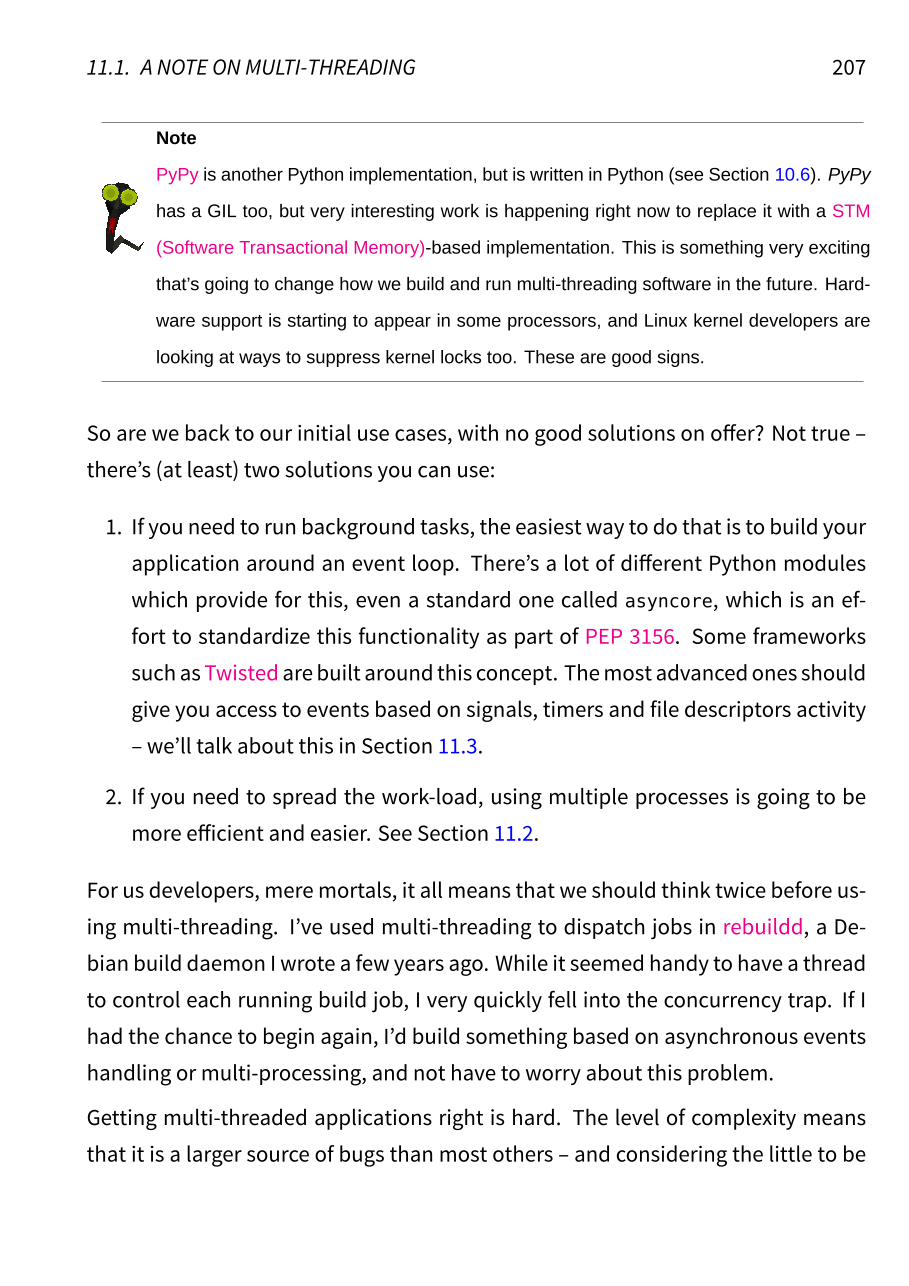 11.1. A NOTE ON MULTI-THREADING 207
Note
PyPy is another Python implementation, but is written in Python (see Section 10.6). PyPy
has a GIL too, but very interesting work is happening right now to replace it with a STM
(Software Transactional Memory)-based implementation. This is something very exciting
that's going to change how we build and run multi-threading software in the future. Hard-
ware support is starting to appear in some processors, and Linux kernel developers are
looking at ways to suppress kernel locks too. These are good signs.
So are we back to our initial use cases, with no good solutions on offer? Not true –
there's (at least) two solutions you can use:
1. If you need to run background tasks, the easiest way to do that is to build your
application around an event loop. There's a lot of different Python modules
which provide for this, even a standard one called asyncore, which is an ef-
fort to standardize this functionality as part of PEP 3156. Some frameworks
such as Twisted are built around this concept. The most advanced ones should
give you access to events based on signals, timers and file descriptors activity
– we'll talk about this in Section 11.3.
2. If you need to spread the work-load, using multiple processes is going to be
more efficient and easier. See Section 11.2.
For us developers, mere mortals, it all means that we should think twice before us-
ing multi-threading. I've used multi-threading to dispatch jobs in rebuildd, a De-
bian build daemon I wrote a few years ago. While it seemed handy to have a thread
to control each running build job, I very quickly fell into the concurrency trap. If I
had the chance to begin again, I'd build something based on asynchronous events
handling or multi-processing, and not have to worry about this problem.
Getting multi-threaded applications right is hard. The level of complexity means
that it is a larger source of bugs than most others – and considering the little to be